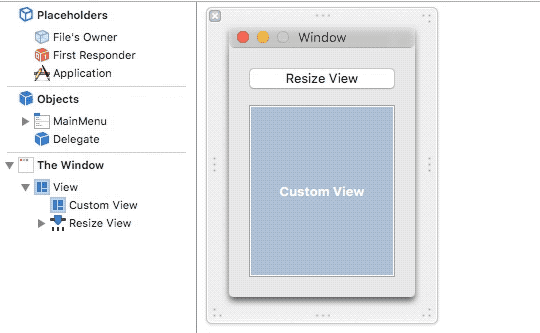 Placeholders
File's Owner
First Responder
Application
Objects
MainMenu
Delegate
The Window
View
Custom View
Resize View
Window
Resize View
Custom View